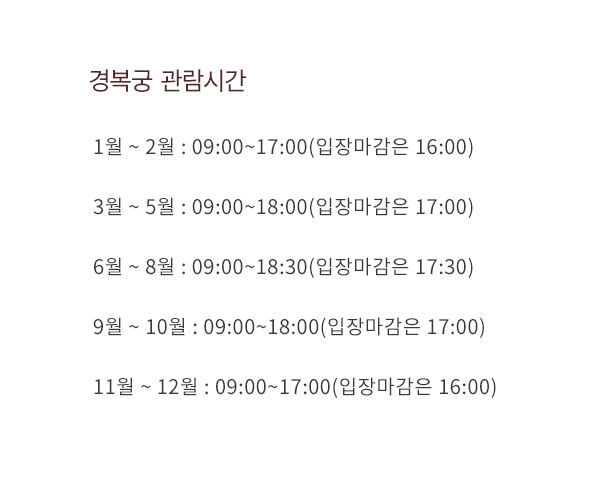 경복궁 관람시간
1월 ~ 2월 : 09:00~17:00(입장마감은 16:00)
3월 ~ 5월 : 09:00~18:00(입장마감은 17:00)
6월 ~ 8월 : 09:00~18:30(입장마감은 17:30)
9월 ~ 10월 : 09:00~18:00(입장마감은 17:00)
11월 ~ 12월 : 09:00~17:00(입장마감은 16:00)